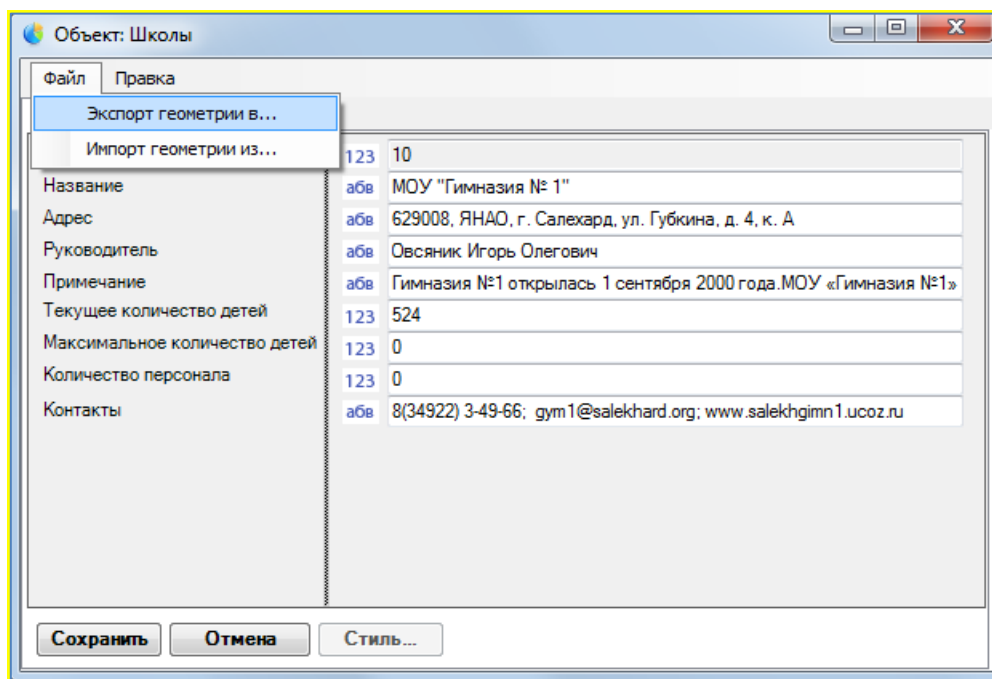 Объект: Школы
Файл Правка
Экспорт геометрии в...
Импорт геометрии из...
123 10
Название абв МОУ "Гимназия № 1"
Адрес абв 629008, ЯНАО, г. Салехард, ул. Губкина, д. 4, к. А
Руководитель абв Овсяник Игорь Олегович
Примечание абв Гимназия №1 открылась 1 сентября 2000 года.МОУ «Гимназия №1»
Текущее количество детей 123 524
Максимальное количество детей 123 0
Количество персонала 123 0
Контакты абв 8(34922) 3-49-66; gym1@salekhard.org; www.salekhgimn1.ucoz.ru
Сохранить Отмена Стиль...